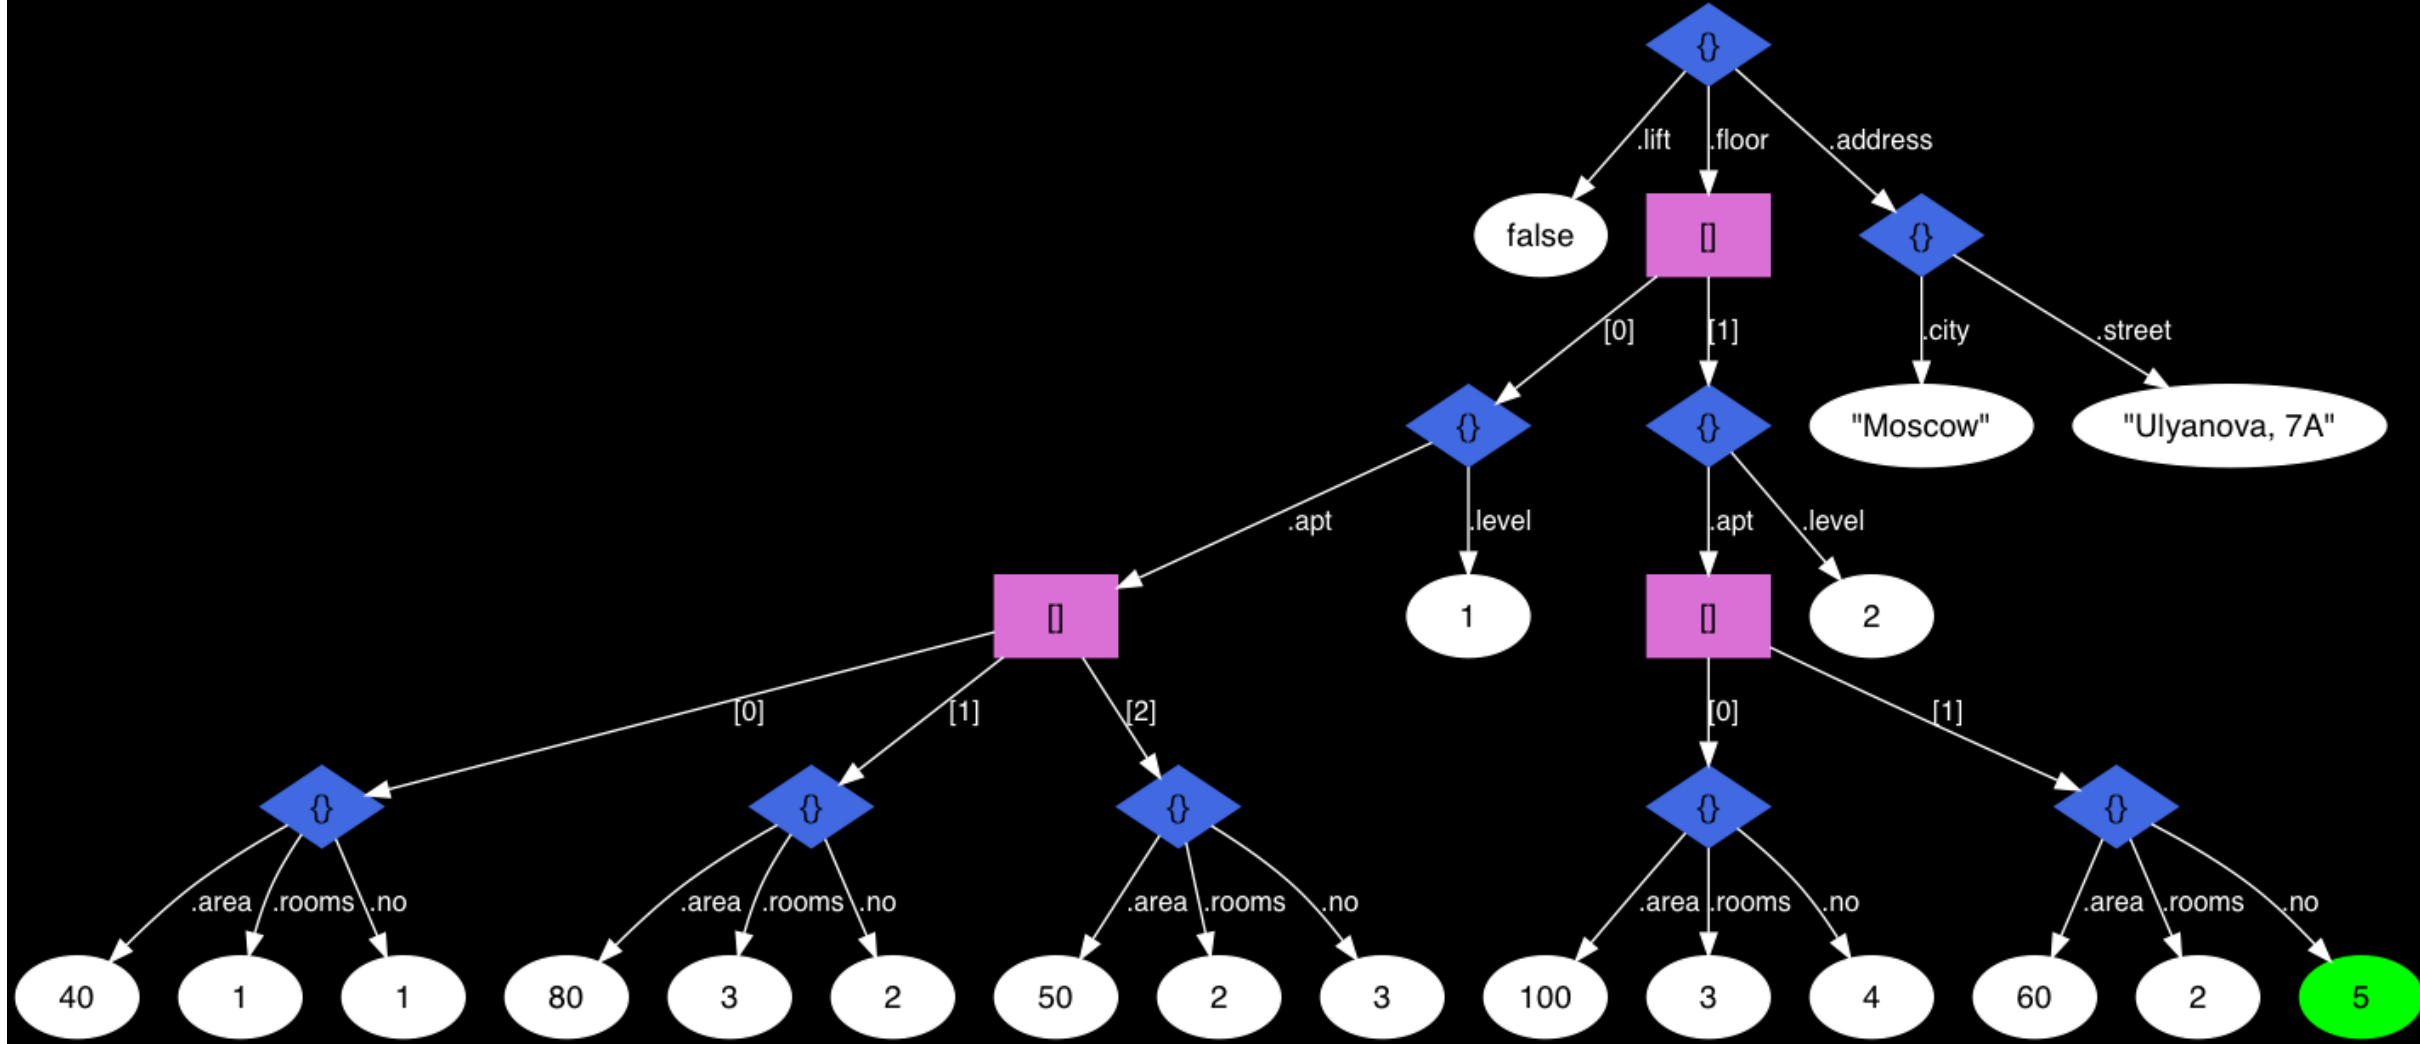 {}
.lift .floor .address
false [] {}
[0] [1] .city .street
{} {} "Moscow" "Ulyanova, 7A"
.apt .level .apt .level
[] 1 [] 2
[0] [1] [2] [0] [1]
{} {} {} {} {}
.area .rooms .no .area .rooms .no .area .rooms .no .area .rooms .no .area .rooms .no
40 1 1 80 3 2 50 2 3 100 3 4 60 2 5